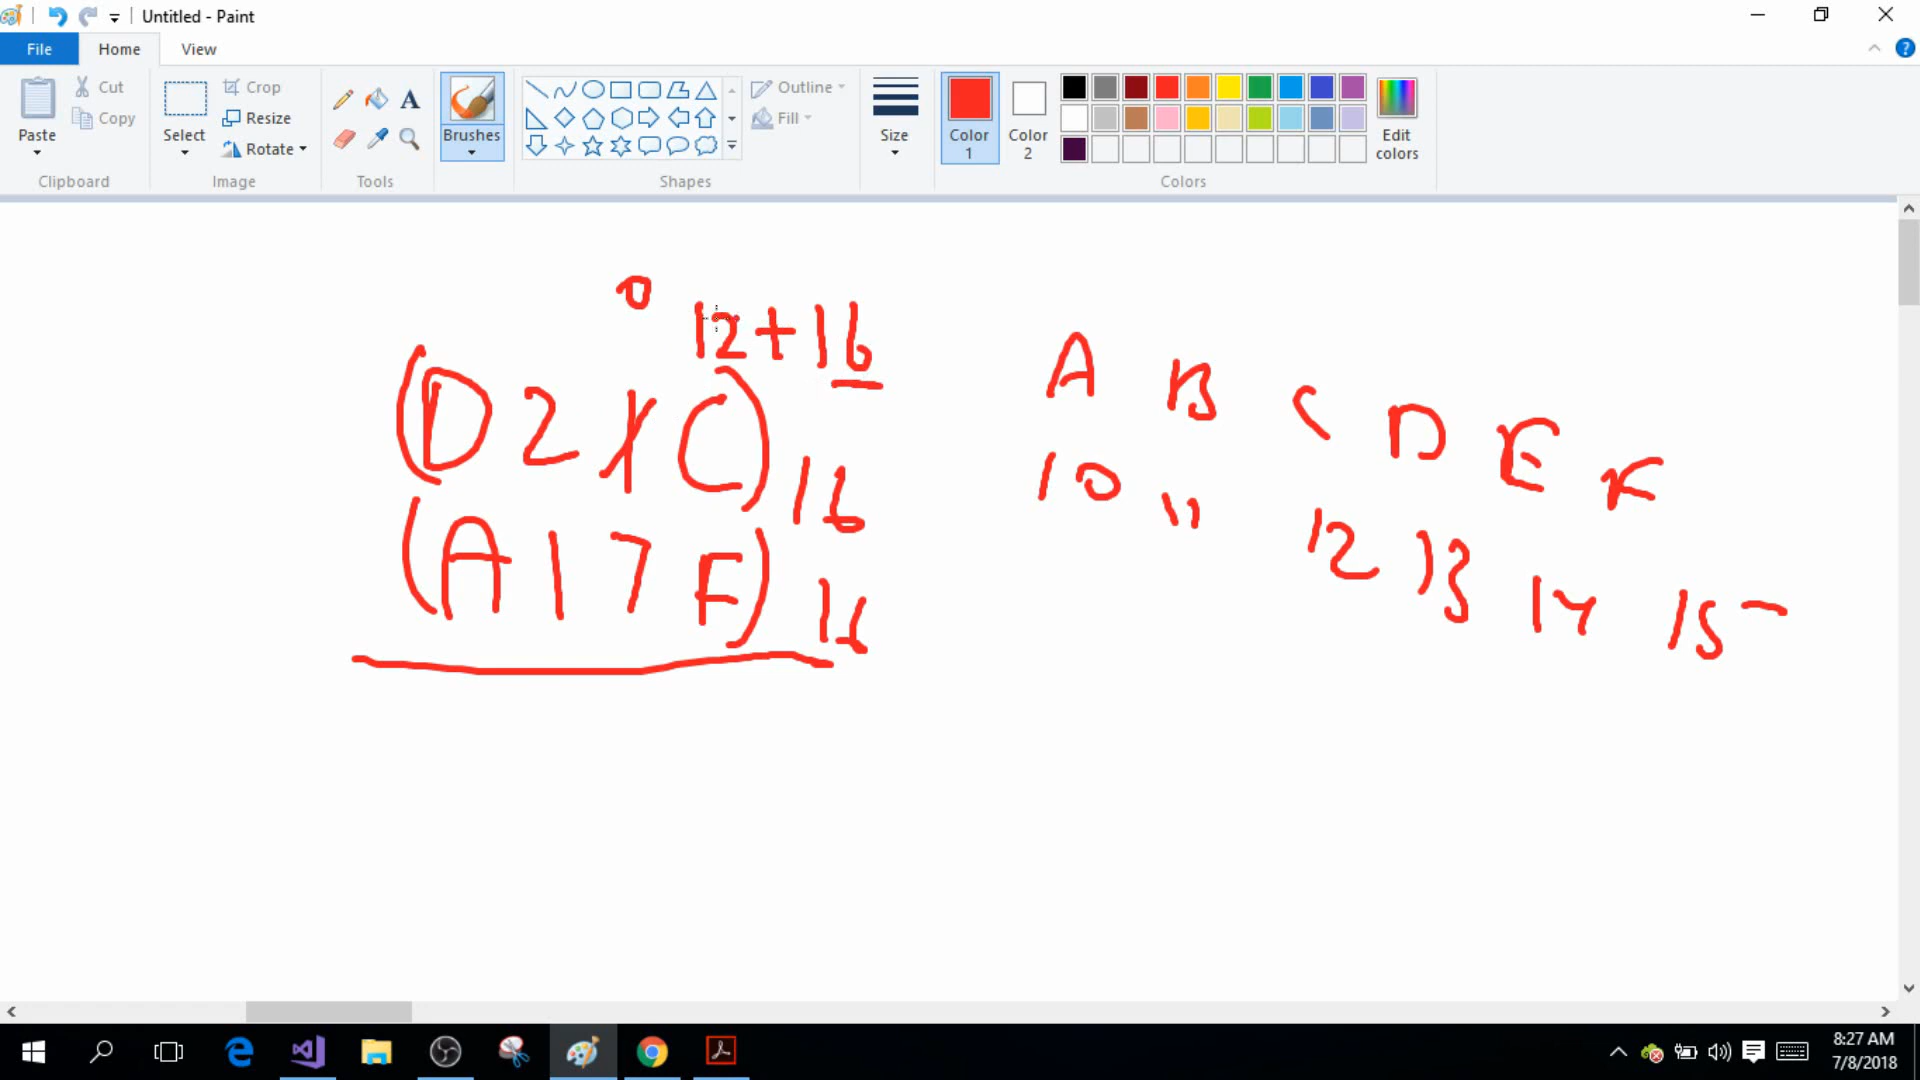 Untitled - Paint
File Home View
Paste Cut Copy Select Crop Resize Rotate Brushes Outline Fill Size Color 1 Color 2 Edit colors
Clipboard Image Tools Shapes Colors
0
12+16
(D 2 1 C)16
(A 1 7 F)16
A B C D E F
10 11 12 13 14 15
8:27 AM
7/8/2018